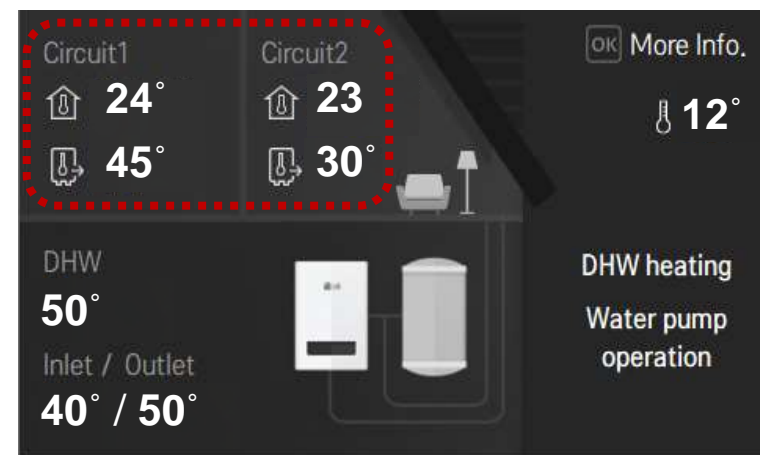 Circuit1
24°
45°
Circuit2
23
30°
OK More Info.
12°
DHW
50°
Inlet / Outlet
40° / 50°
DHW heating
Water pump
operation